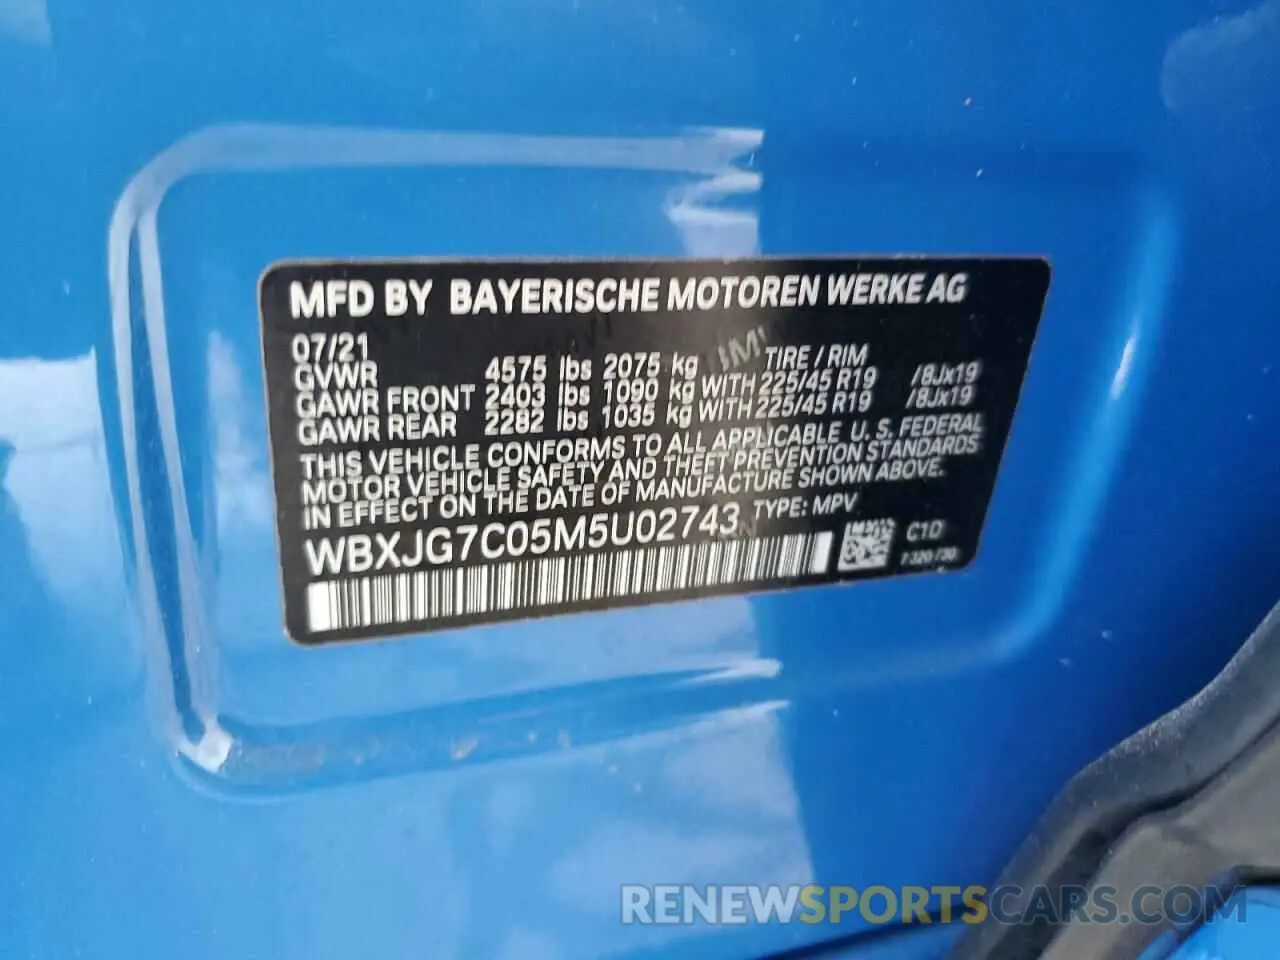 MFD BY BAYERISCHE MOTOREN WERKE AG
07/21
GVWR 4575 lbs 2075 kg TIRE / RIM
GAWR FRONT 2403 lbs 1090 kg WITH 225/45 R19 /8Jx19
GAWR REAR 2282 lbs 1035 kg WITH 225/45 R19 /8Jx19
THIS VEHICLE CONFORMS TO ALL APPLICABLE U. S. FEDERAL
MOTOR VEHICLE SAFETY AND THEFT PREVENTION STANDARDS
IN EFFECT ON THE DATE OF MANUFACTURE SHOWN ABOVE.
WBXJG7C05M5U02743 TYPE: MPV
C1D
7320730
RENEWSPORTSCARS.COM